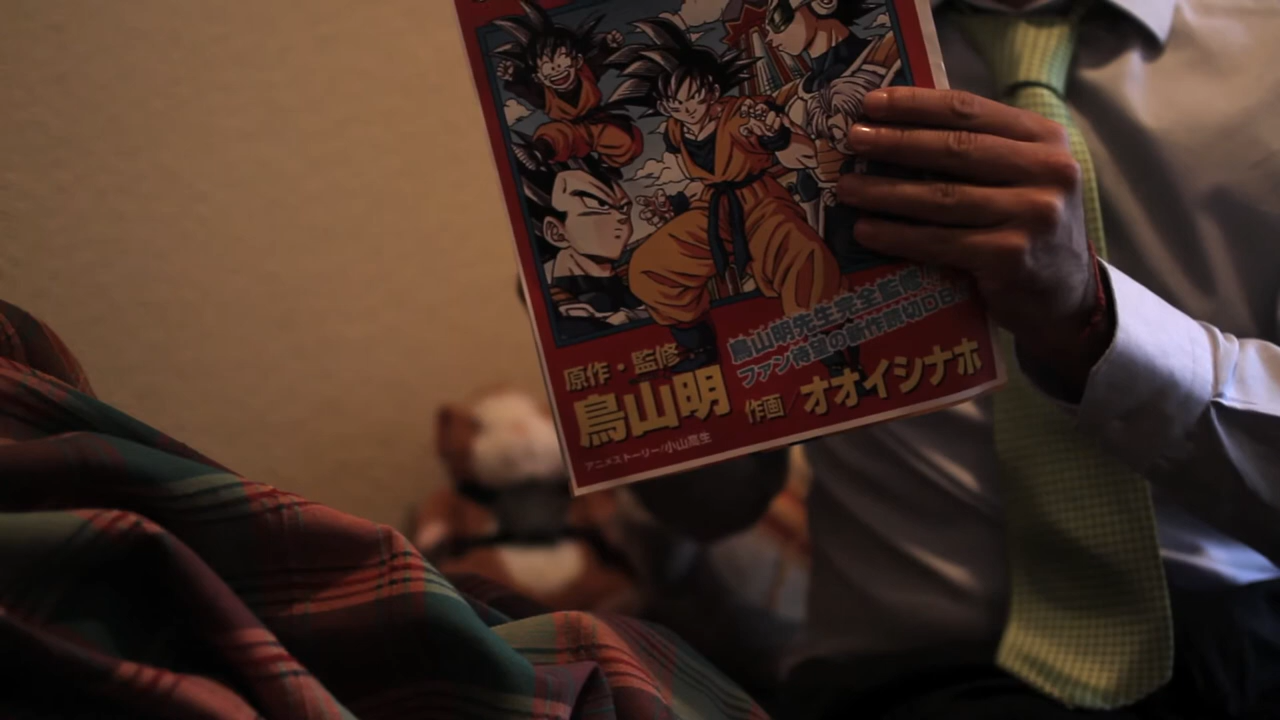 原作・監修
鳥山明
鳥山明先生完全監修!
ファン待望の新作読切DB
作画/オオイシナホ
アニメストーリー/小山高生